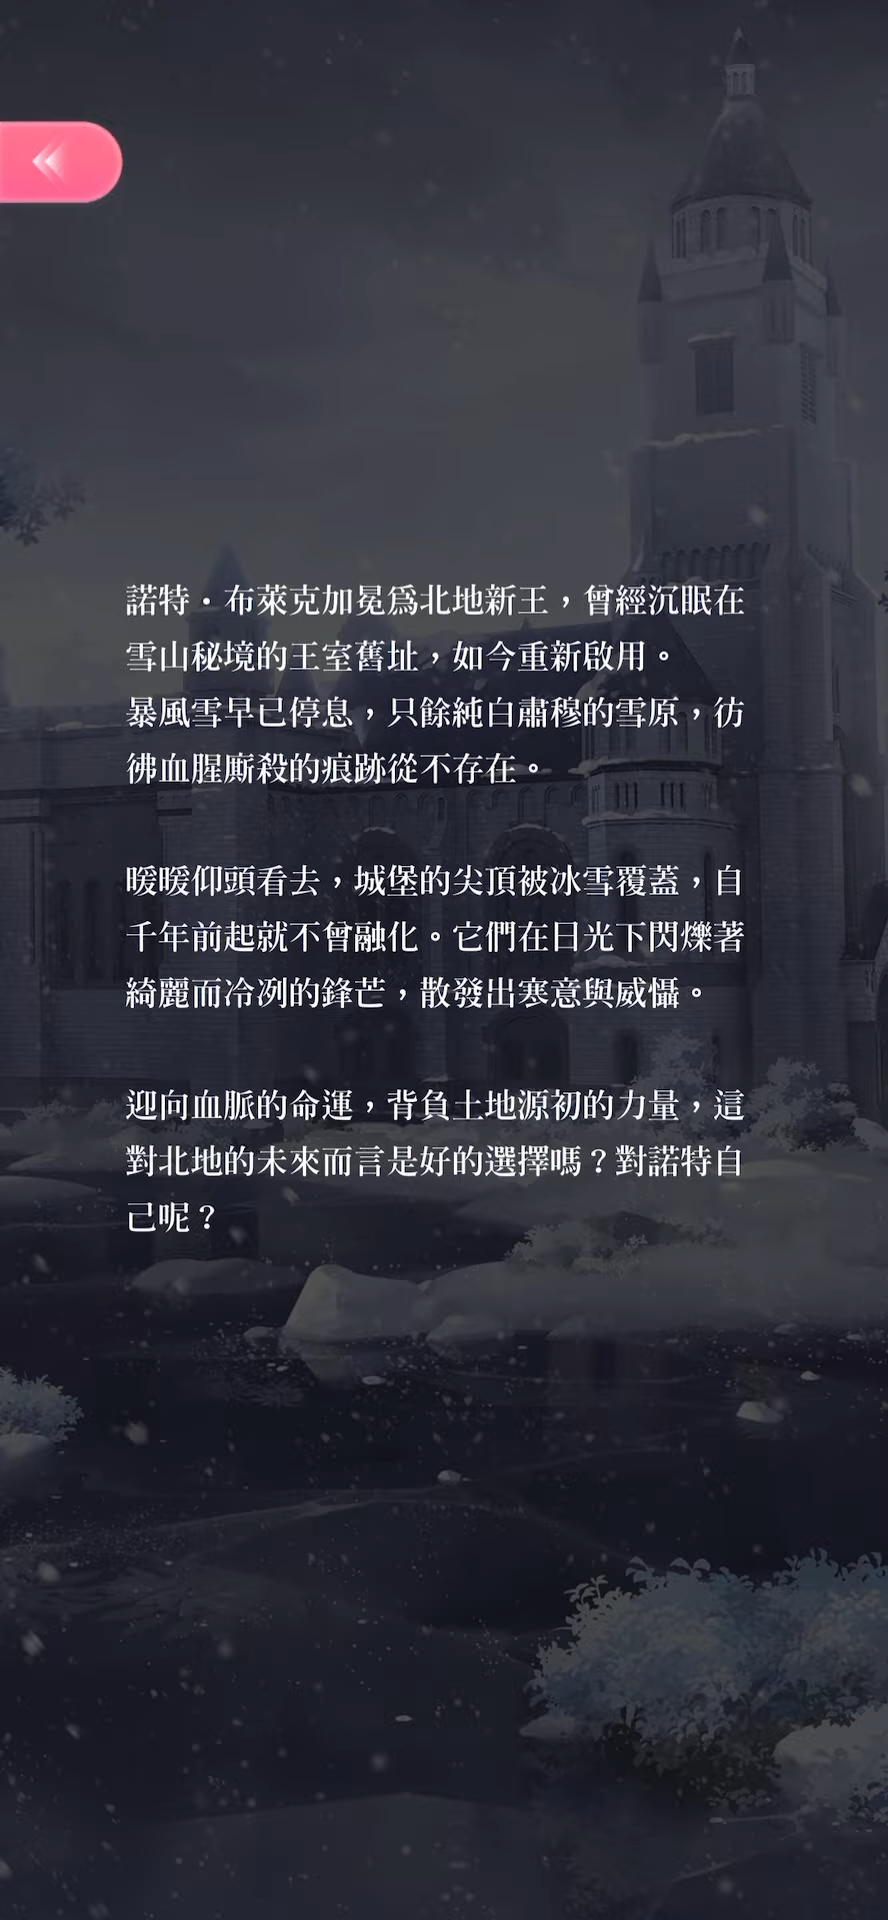 諾特・布萊克加冕爲北地新王，曾經沉眠在
雪山秘境的王室舊址，如今重新啟用。
暴風雪早已停息，只餘純白肅穆的雪原，彷
彿血腥廝殺的痕跡從不存在。
暖暖仰頭看去，城堡的尖頂被冰雪覆蓋，自
千年前起就不曾融化。它們在日光下閃爍著
綺麗而冷冽的鋒芒，散發出寒意與威懾。
迎向血脈的命運，背負土地源初的力量，這
對北地的未來而言是好的選擇嗎？對諾特自
己呢？